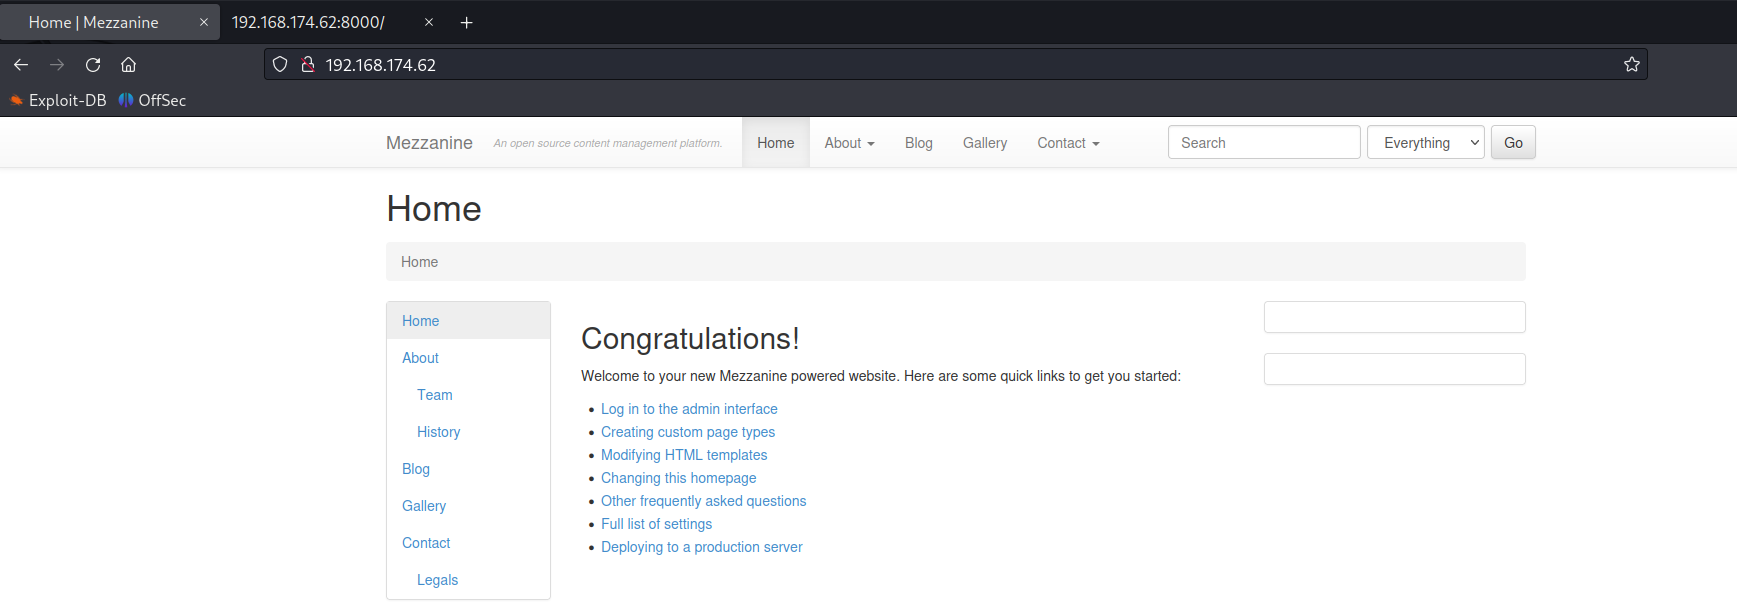 Home | Mezzanine × 192.168.174.62:8000/ × +
192.168.174.62
Exploit-DB OffSec
Mezzanine An open source content management platform. Home About Blog Gallery Contact Search Everything Go
Home
Home
Home
About
Team
History
Blog
Gallery
Contact
Legals
Congratulations!
Welcome to your new Mezzanine powered website. Here are some quick links to get you started:
• Log in to the admin interface
• Creating custom page types
• Modifying HTML templates
• Changing this homepage
• Other frequently asked questions
• Full list of settings
• Deploying to a production server